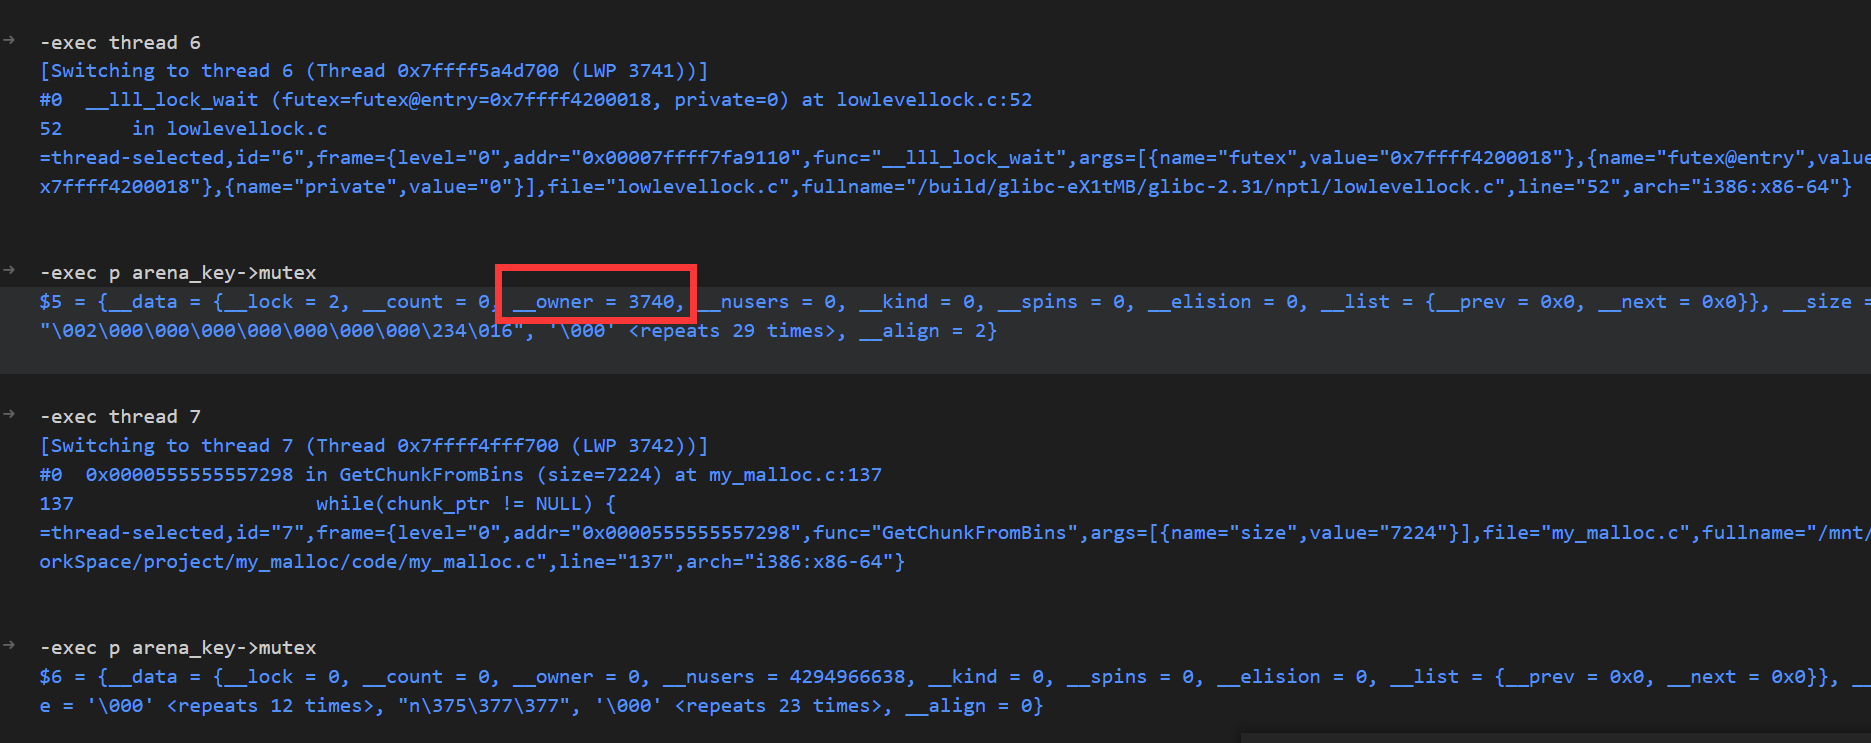 -exec thread 6
[Switching to thread 6 (Thread 0x7ffff5a4d700 (LWP 3741))]
#0  __lll_lock_wait (futex=futex@entry=0x7ffff4200018, private=0) at lowlevellock.c:52
52      in lowlevellock.c
=thread-selected,id="6",frame={level="0",addr="0x00007ffff7fa9110",func="__lll_lock_wait",args=[{name="futex",value="0x7ffff4200018"},{name="futex@entry",value
x7ffff4200018"},{name="private",value="0"}],file="lowlevellock.c",fullname="/build/glibc-eX1tMB/glibc-2.31/nptl/lowlevellock.c",line="52",arch="i386:x86-64"}
-exec p arena_key->mutex
$5 = {__data = {__lock = 2, __count = 0, __owner = 3740, __nusers = 0, __kind = 0, __spins = 0, __elision = 0, __list = {__prev = 0x0, __next = 0x0}}, __size =
"\002\000\000\000\000\000\000\000\234\016", '\000' <repeats 29 times>, __align = 2}
-exec thread 7
[Switching to thread 7 (Thread 0x7ffff4fff700 (LWP 3742))]
#0  0x0000555555557298 in GetChunkFromBins (size=7224) at my_malloc.c:137
137                     while(chunk_ptr != NULL) {
=thread-selected,id="7",frame={level="0",addr="0x0000555555557298",func="GetChunkFromBins",args=[{name="size",value="7224"}],file="my_malloc.c",fullname="/mnt/
orkSpace/project/my_malloc/code/my_malloc.c",line="137",arch="i386:x86-64"}
-exec p arena_key->mutex
$6 = {__data = {__lock = 0, __count = 0, __owner = 0, __nusers = 4294966638, __kind = 0, __spins = 0, __elision = 0, __list = {__prev = 0x0, __next = 0x0}}, __
e = '\000' <repeats 12 times>, "n\375\377\377", '\000' <repeats 23 times>, __align = 0}